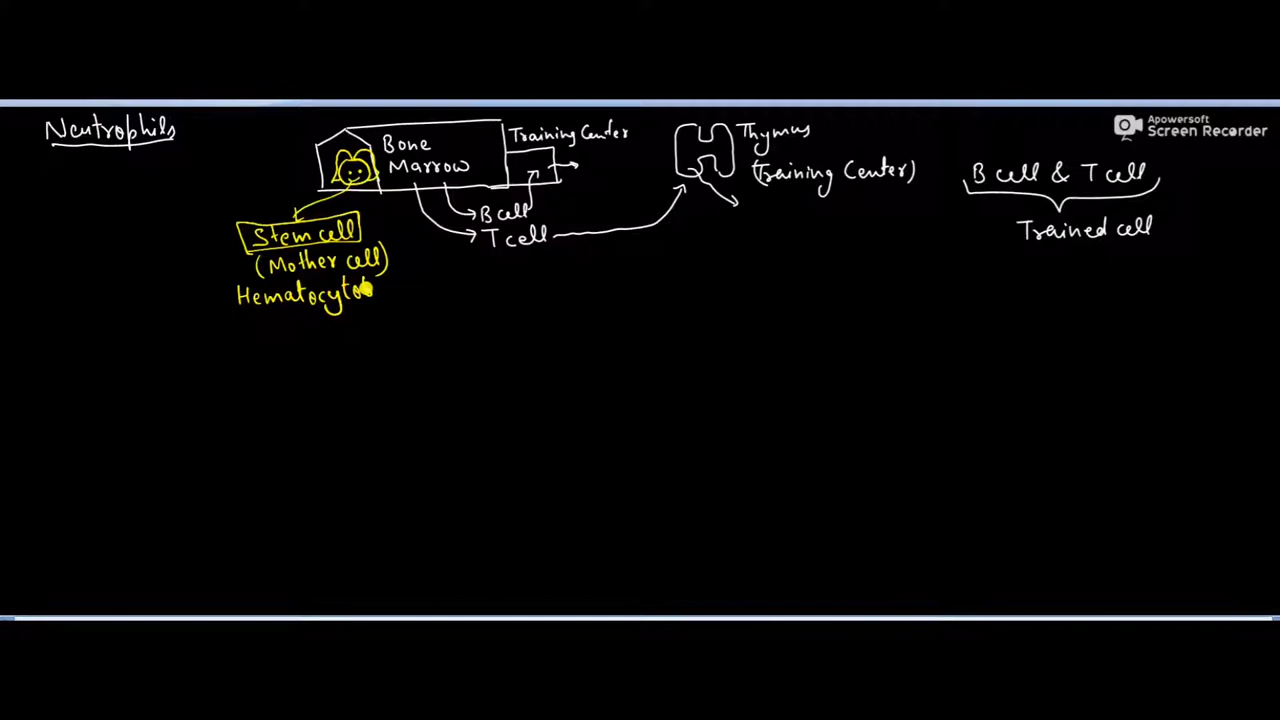 Neutrophils
Bone
Marrow
Training Center
B cell
T cell
Stem cell
(Mother cell)
Hematocyto
Thymus
(Training Center)
B cell & T cell
Trained cell
Apowersoft
Screen Recorder